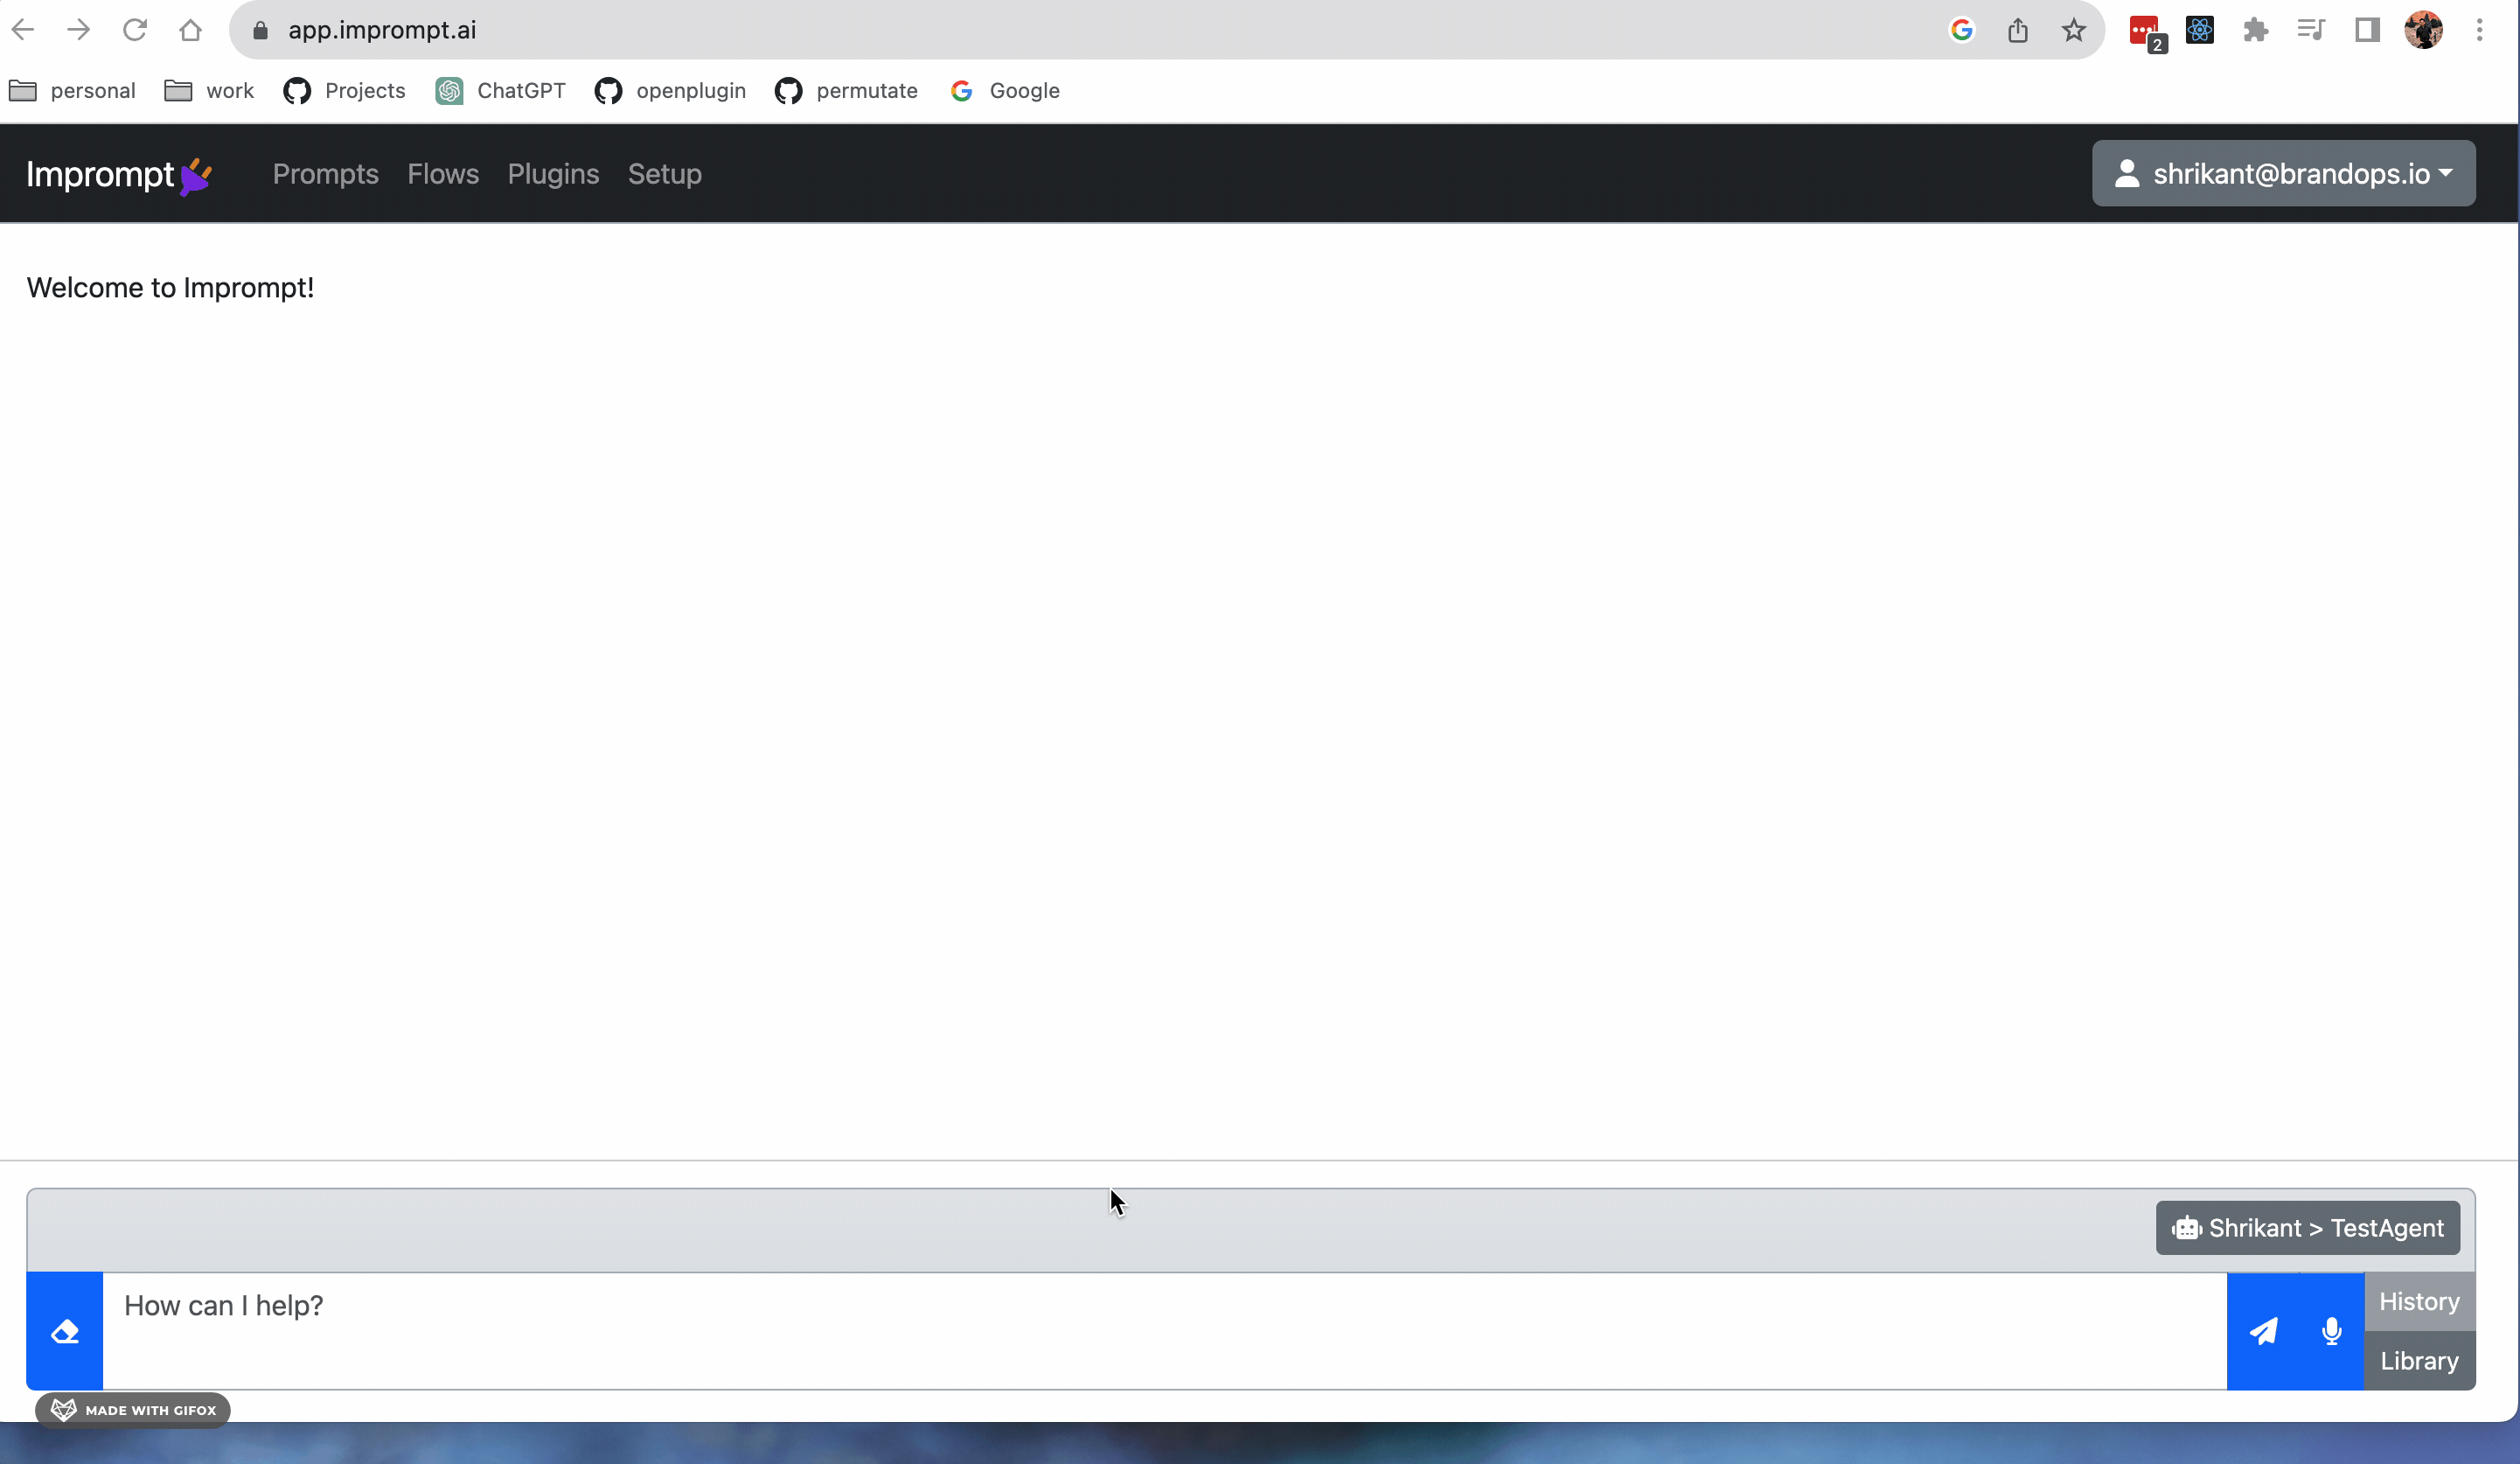 app.imprompt.ai
2
personal work Projects ChatGPT openplugin permutate Google
Imprompt Prompts Flows Plugins Setup shrikant@brandops.io
Welcome to Imprompt!
Shrikant > TestAgent
How can I help?
History
Library
MADE WITH GIFOX